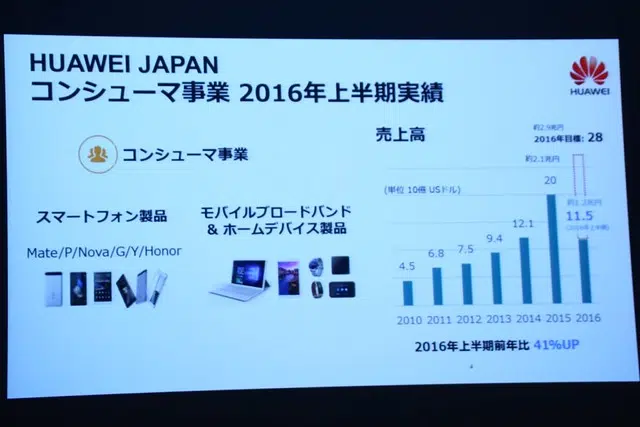 HUAWEI JAPAN
コンシューマ事業 2016年上半期実績
HUAWEI
コンシューマ事業
スマートフォン製品
Mate/P/Nova/G/Y/Honor
モバイルブロードバンド
& ホームデバイス製品
売上高
約2.9兆円
2016年目標: 28
約2.1兆円
(単位 10億 USドル)
20
11.5
(2016年上半期)
12.1
9.4
7.5
6.8
4.5
2010 2011 2012 2013 2014 2015 2016
2016年上半期前年比 41%UP